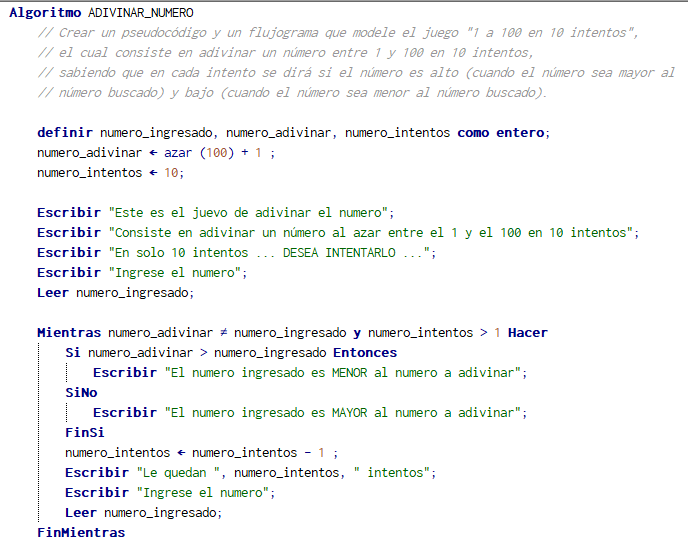 Algoritmo ADIVINAR_NUMERO
// Crear un pseudocódigo y un flujograma que modele el juego "1 a 100 en 10 intentos",
// el cual consiste en adivinar un número entre 1 y 100 en 10 intentos,
// sabiendo que en cada intento se dirá si el número es alto (cuando el número sea mayor al
// número buscado) y bajo (cuando el número sea menor al número buscado).
definir numero_ingresado, numero_adivinar, numero_intentos como entero;
numero_adivinar ← azar (100) + 1 ;
numero_intentos ← 10;
Escribir "Este es el juevo de adivinar el numero";
Escribir "Consiste en adivinar un número al azar entre el 1 y el 100 en 10 intentos";
Escribir "En solo 10 intentos ... DESEA INTENTARLO ...";
Escribir "Ingrese el numero";
Leer numero_ingresado;
Mientras numero_adivinar ≠ numero_ingresado y numero_intentos > 1 Hacer
Si numero_adivinar > numero_ingresado Entonces
Escribir "El numero ingresado es MENOR al numero a adivinar";
SiNo
Escribir "El numero ingresado es MAYOR al numero a adivinar";
FinSi
numero_intentos ← numero_intentos - 1 ;
Escribir "Le quedan ", numero_intentos, " intentos";
Escribir "Ingrese el numero";
Leer numero_ingresado;
FinMientras